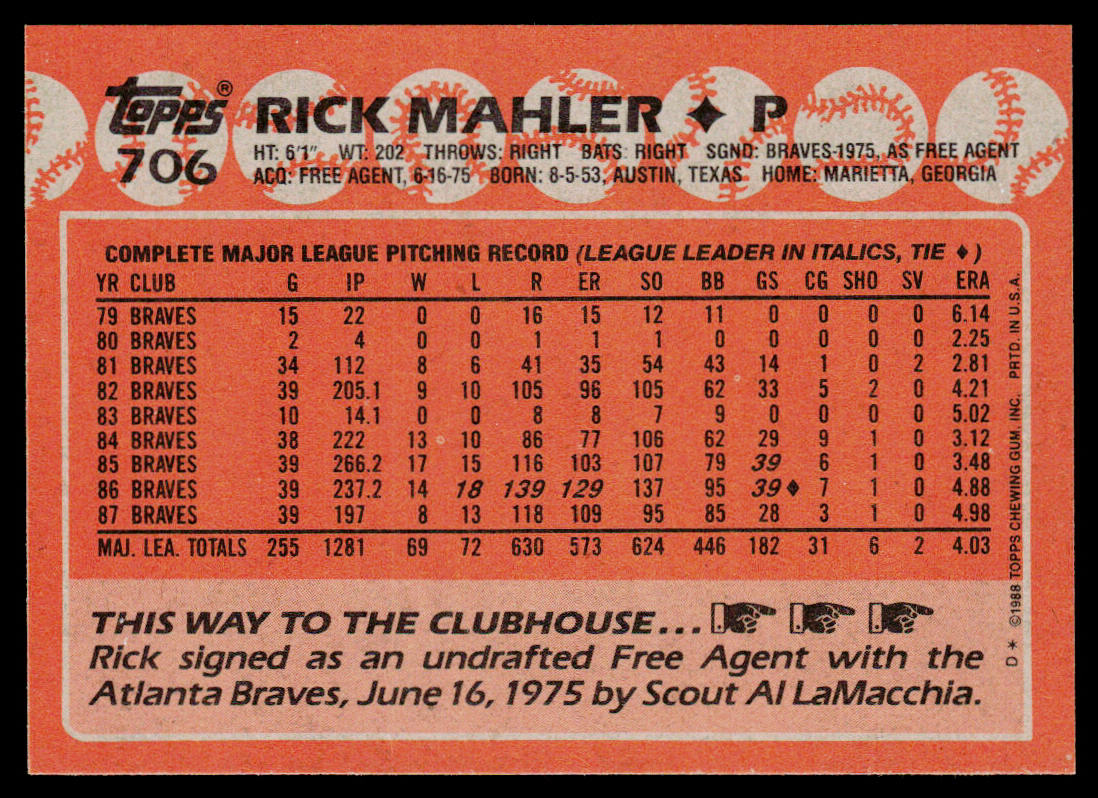 topps®
RICK MAHLER ♦ P
706
HT: 6'1" WT: 202 THROWS: RIGHT BATS: RIGHT SGND: BRAVES-1975, AS FREE AGENT
ACQ: FREE AGENT, 6-16-75 BORN: 8-5-53, AUSTIN, TEXAS HOME: MARIETTA, GEORGIA
COMPLETE MAJOR LEAGUE PITCHING RECORD (LEAGUE LEADER IN ITALICS, TIE ♦)
YR CLUB G IP W L R ER SO BB GS CG SHO SV ERA
79 BRAVES 15 22 0 0 16 15 12 11 0 0 0 0 6.14
80 BRAVES 2 4 0 0 1 1 1 0 0 0 0 0 2.25
81 BRAVES 34 112 8 6 41 35 54 43 14 1 0 2 2.81
82 BRAVES 39 205.1 9 10 105 96 105 62 33 5 2 0 4.21
83 BRAVES 10 14.1 0 0 8 8 7 9 0 0 0 0 5.02
84 BRAVES 38 222 13 10 86 77 106 62 29 9 1 0 3.12
85 BRAVES 39 266.2 17 15 116 103 107 79 39 6 1 0 3.48
86 BRAVES 39 237.2 14 18 139 129 137 95 39♦ 7 1 0 4.88
87 BRAVES 39 197 8 13 118 109 95 85 28 3 1 0 4.98
MAJ. LEA. TOTALS 255 1281 69 72 630 573 624 446 182 31 6 2 4.03
THIS WAY TO THE CLUBHOUSE...
Rick signed as an undrafted Free Agent with the
Atlanta Braves, June 16, 1975 by Scout Al LaMacchia.
D* ©1988 TOPPS CHEWING GUM, INC. PRTD. IN U.S.A.